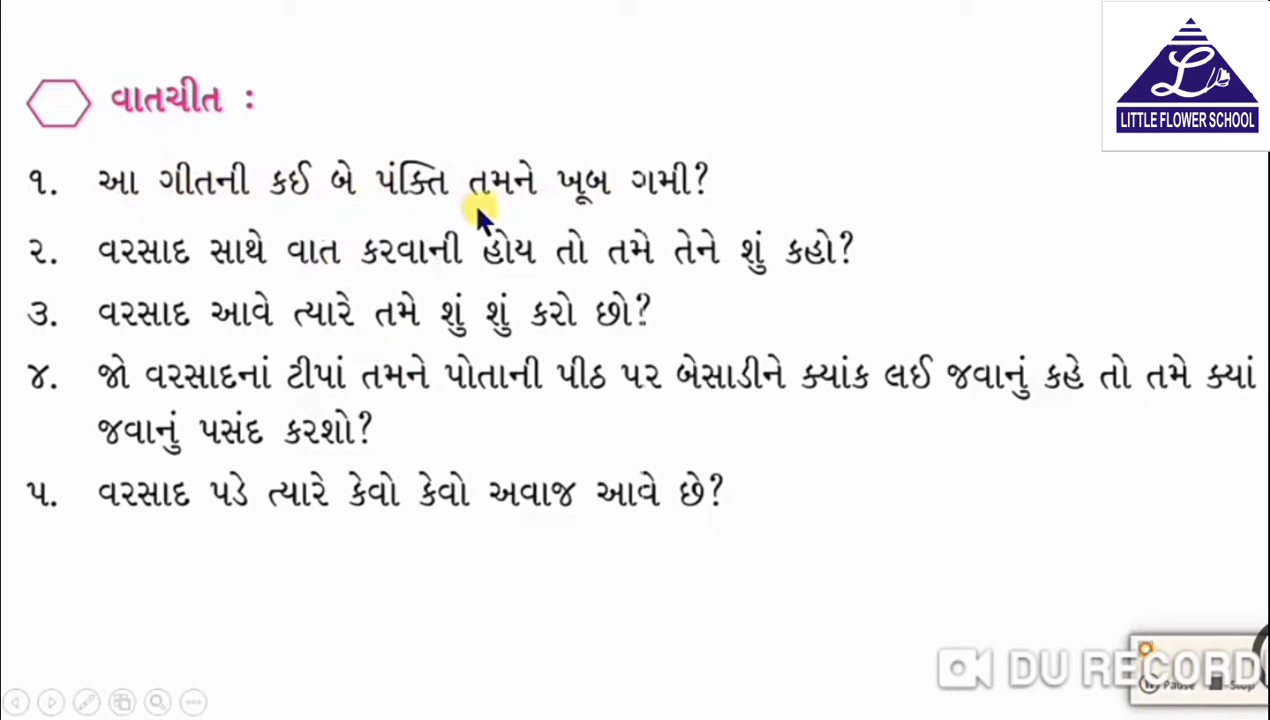 LITTLE FLOWER SCHOOL
વાતચીત :
૧. આ ગીતની કઈ બે પંક્તિ તમને ખૂબ ગમી?
૨. વરસાદ સાથે વાત કરવાની હોય તો તમે તેને શું કહો?
૩. વરસાદ આવે ત્યારે તમે શું શું કરો છો?
૪. જો વરસાદનાં ટીપાં તમને પોતાની પીઠ પર બેસાડીને ક્યાંક લઈ જવાનું કહે તો તમે ક્યાં
જવાનું પસંદ કરશો?
૫. વરસાદ પડે ત્યારે કેવો કેવો અવાજ આવે છે?
DU RECORD
Pause Stop